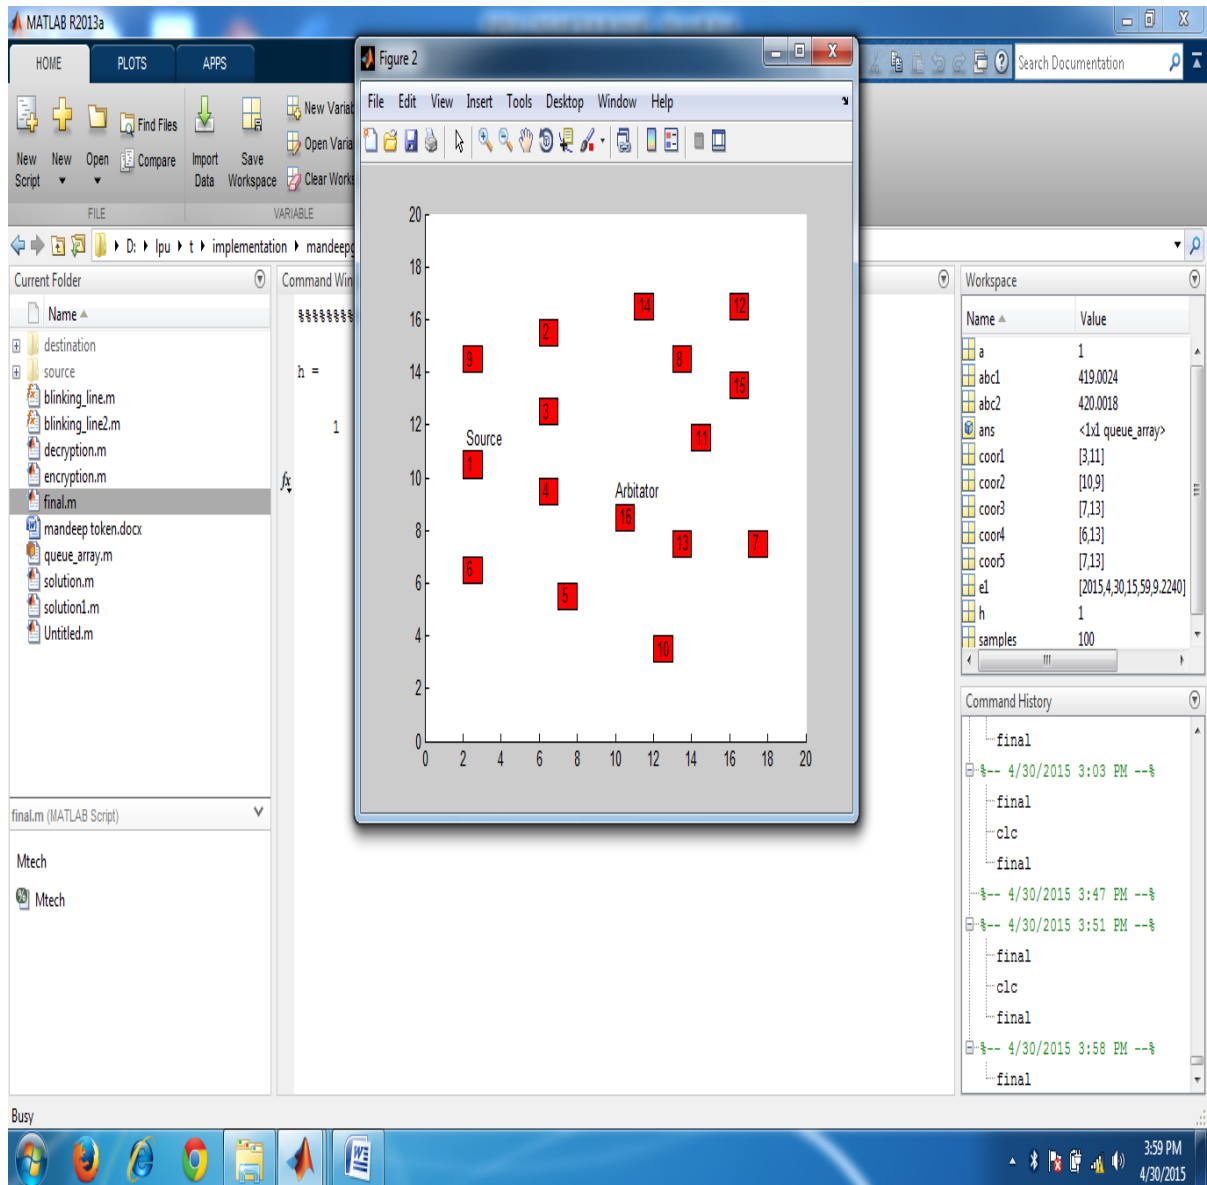 MATLAB R2013a
HOME PLOTS APPS
Search Documentation
New Script
New
Open
Find Files
Compare
Import Data
Save Workspace
New Variab
Open Varia
Clear Works
FILE
VARIABLE
D: lpu t implementation mandeepg
Current Folder
Name
destination
source
blinking_line.m
blinking_line2.m
decryption.m
encryption.m
final.m
mandeep token.docx
queue_array.m
solution.m
solution1.m
Untitled.m
final.m (MATLAB Script)
Mtech
Mtech
Command Win
%%%%%%%%
h =
1
fx
Figure 2
File Edit View Insert Tools Desktop Window Help
20
18
16
14
12
10
8
6
4
2
0
0 2 4 6 8 10 12 14 16 18 20
14
12
2
9
8
15
3
11
Source
1
4
Arbitator
16
13
7
6
5
10
Workspace
Name Value
a 1
abc1 419.0024
abc2 420.0018
ans <1x1 queue_array>
coor1 [3,11]
coor2 [10,9]
coor3 [7,13]
coor4 [6,13]
coor5 [7,13]
e1 [2015,4,30,15,59,9.2240]
h 1
samples 100
Command History
final
%-- 4/30/2015 3:03 PM --%
final
clc
final
%-- 4/30/2015 3:47 PM --%
%-- 4/30/2015 3:51 PM --%
final
clc
final
%-- 4/30/2015 3:58 PM --%
final
Busy
3:59 PM
4/30/2015